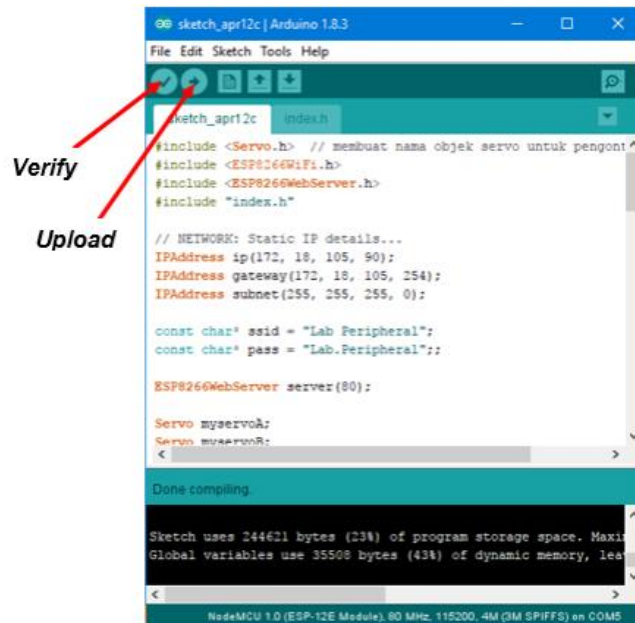 sketch_apr12c | Arduino 1.8.3
File Edit Sketch Tools Help
sketch_apr12c index.h
Verify
Upload
#include <Servo.h> // membuat nama objek servo untuk pengont
#include <ESP8266WiFi.h>
#include <ESP8266WebServer.h>
#include "index.h"
// NETWORK: Static IP details...
IPAddress ip(172, 18, 105, 90);
IPAddress gateway(172, 18, 105, 254);
IPAddress subnet(255, 255, 255, 0);
const char* ssid = "Lab Peripheral";
const char* pass = "Lab.Peripheral";;
ESP8266WebServer server(80);
Servo myservoA;
Servo myservoB;
Done compiling.
Sketch uses 244621 bytes (23%) of program storage space. Maxi
Global variables use 35508 bytes (43%) of dynamic memory, lea
NodeMCU 1.0 (ESP-12E Module), 80 MHz, 115200, 4M (3M SPIFFS) on COM5